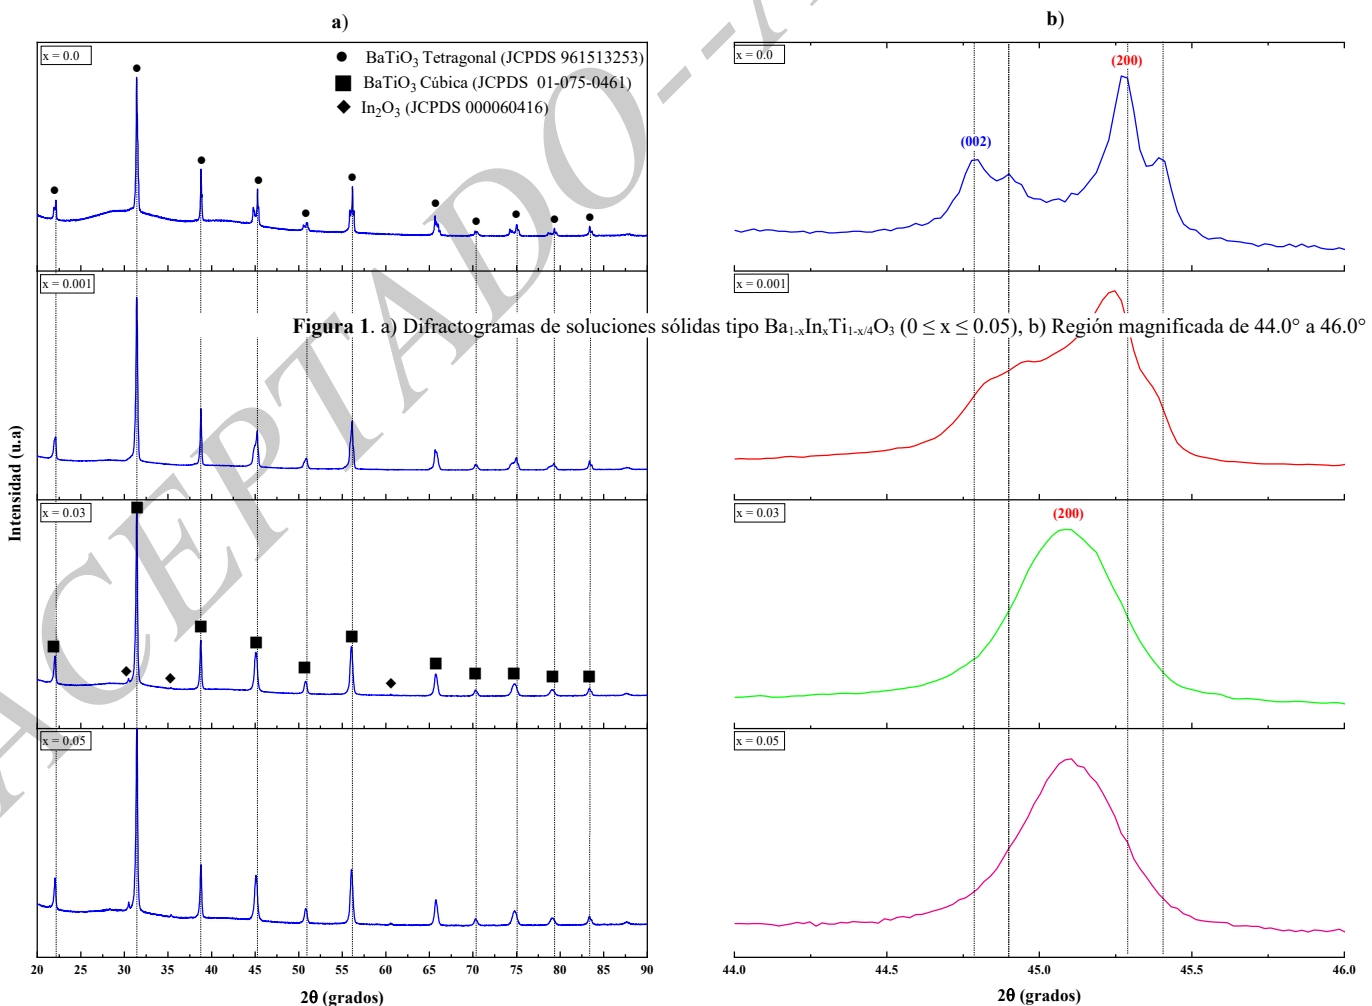 a)
b)
x = 0.0
BaTiO3 Tetragonal (JCPDS 961513253)
BaTiO3 Cúbica (JCPDS 01-075-0461)
In2O3 (JCPDS 000060416)
x = 0.0
(002)
(200)
x = 0.001
x = 0.001
Figura 1. a) Difractogramas de soluciones sólidas tipo Ba1-xInxTi1-x/4O3 (0 ≤ x ≤ 0.05), b) Región magnificada de 44.0° a 46.0°
Intensidad (u.a)
x = 0.03
x = 0.03
(200)
x = 0.05
x = 0.05
20 25 30 35 40 45 50 55 60 65 70 75 80 85 90
2θ (grados)
44.0 44.5 45.0 45.5 46.0
2θ (grados)
ACEPTADO--